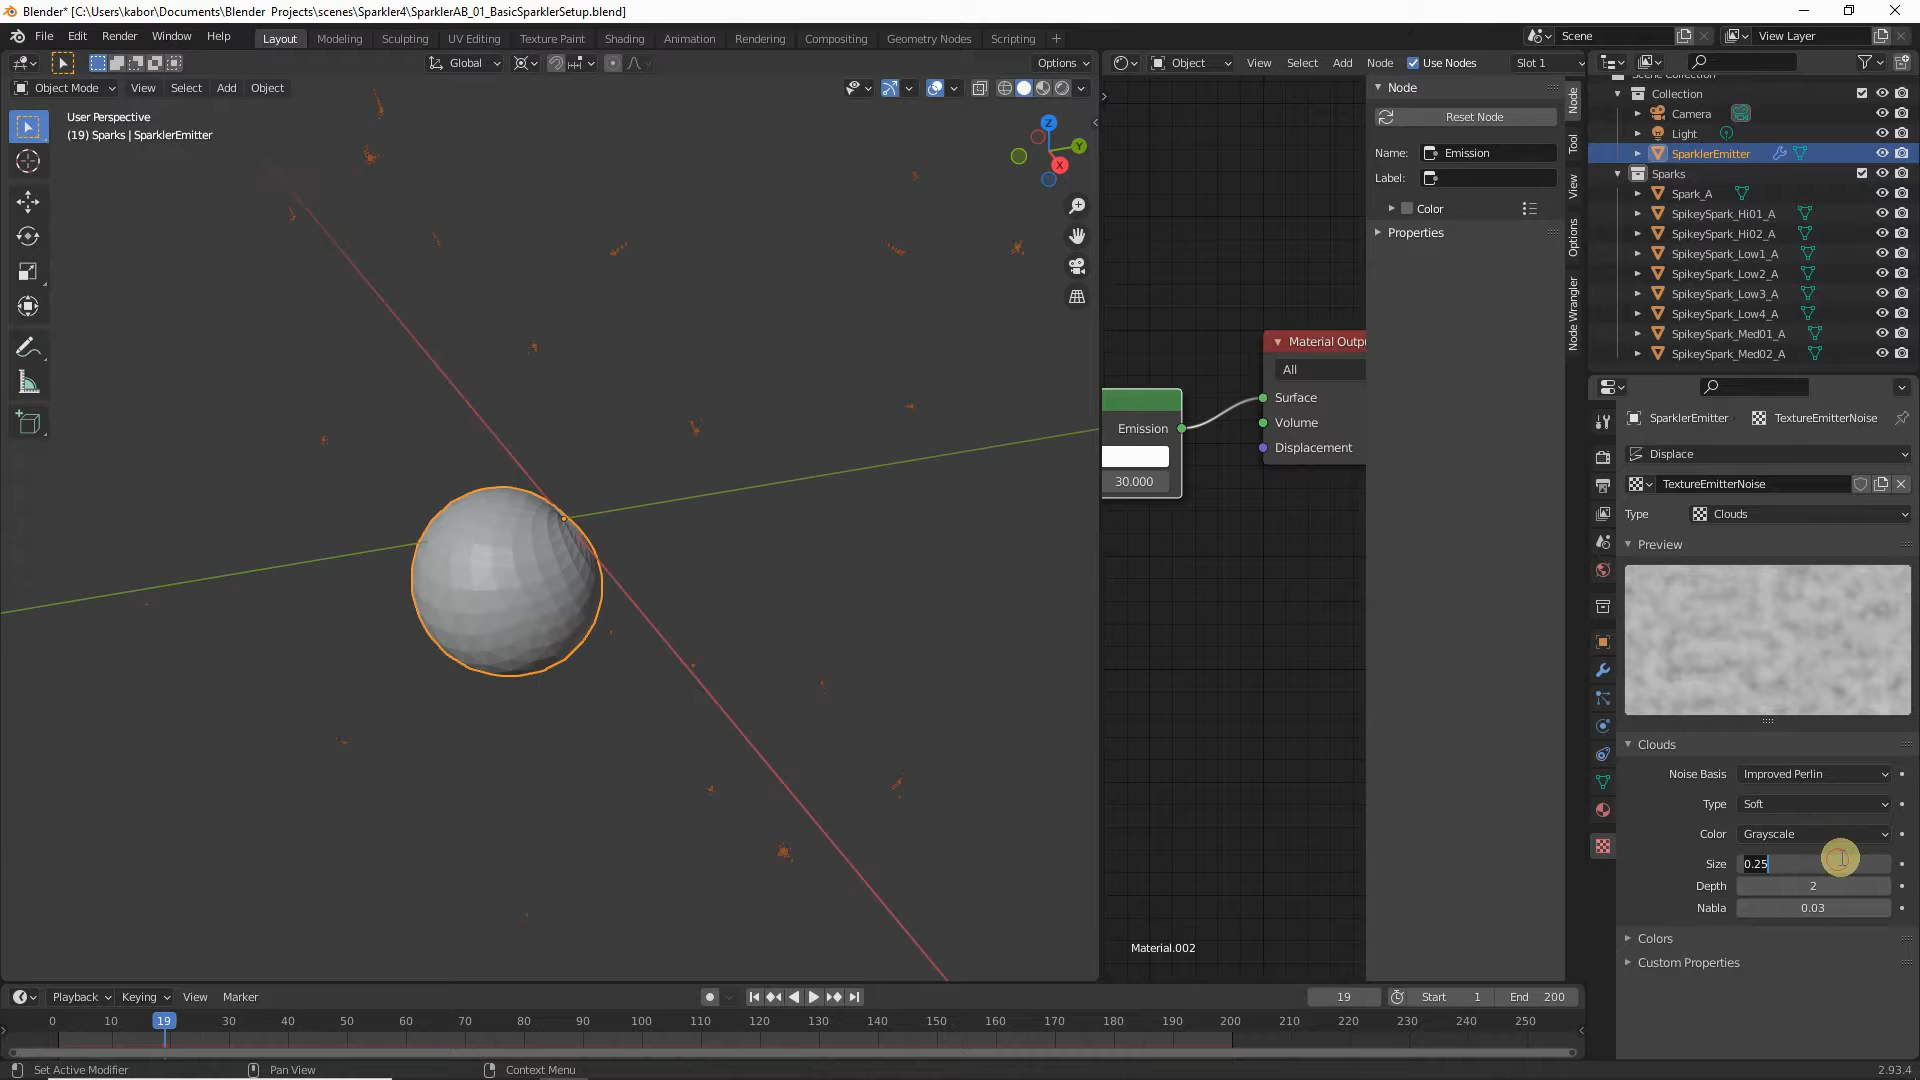 Blender* [C:\Users\kabor\Documents\Blender Projects\scenes\Sparkler4\SparklerAB_01_BasicSparklerSetup.blend]
File Edit Render Window Help Layout Modeling Sculpting UV Editing Texture Paint Shading Animation Rendering Compositing Geometry Nodes Scripting + Scene View Layer
Global Options Object View Select Add Node Use Nodes Slot 1
Object Mode View Select Add Object
User Perspective
(19) Sparks | SparklerEmitter
Z
Y
X
Node
Reset Node
Name: Emission
Label:
Color
Properties
Node
Tool
View
Options
Node Wrangler
Material Outp
All
Surface
Volume
Displacement
Emission
30.000
Material.002
Scene Collection
Collection
Camera
Light
SparklerEmitter
Sparks
Spark_A
SpikeySpark_Hi01_A
SpikeySpark_Hi02_A
SpikeySpark_Low1_A
SpikeySpark_Low2_A
SpikeySpark_Low3_A
SpikeySpark_Low4_A
SpikeySpark_Med01_A
SpikeySpark_Med02_A
SparklerEmitter TextureEmitterNoise
Displace
TextureEmitterNoise
Type Clouds
Preview
Clouds
Noise Basis Improved Perlin
Type Soft
Color Grayscale
Size 0.25
Depth 2
Nabla 0.03
Colors
Custom Properties
Playback Keying View Marker 19 Start 1 End 200
0 10 19 30 40 50 60 70 80 90 100 110 120 130 140 150 160 170 180 190 200 210 220 230 240 250
Set Active Modifier Pan View Context Menu 2.93.4